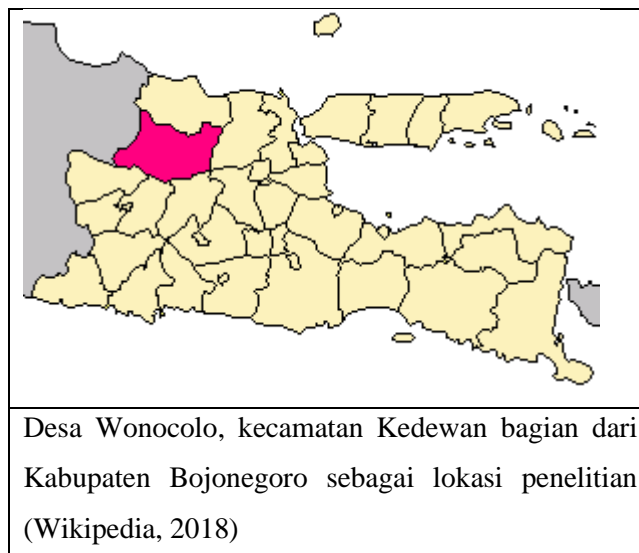 Desa Wonocolo, kecamatan Kedewan bagian dari
Kabupaten Bojonegoro sebagai lokasi penelitian
(Wikipedia, 2018)